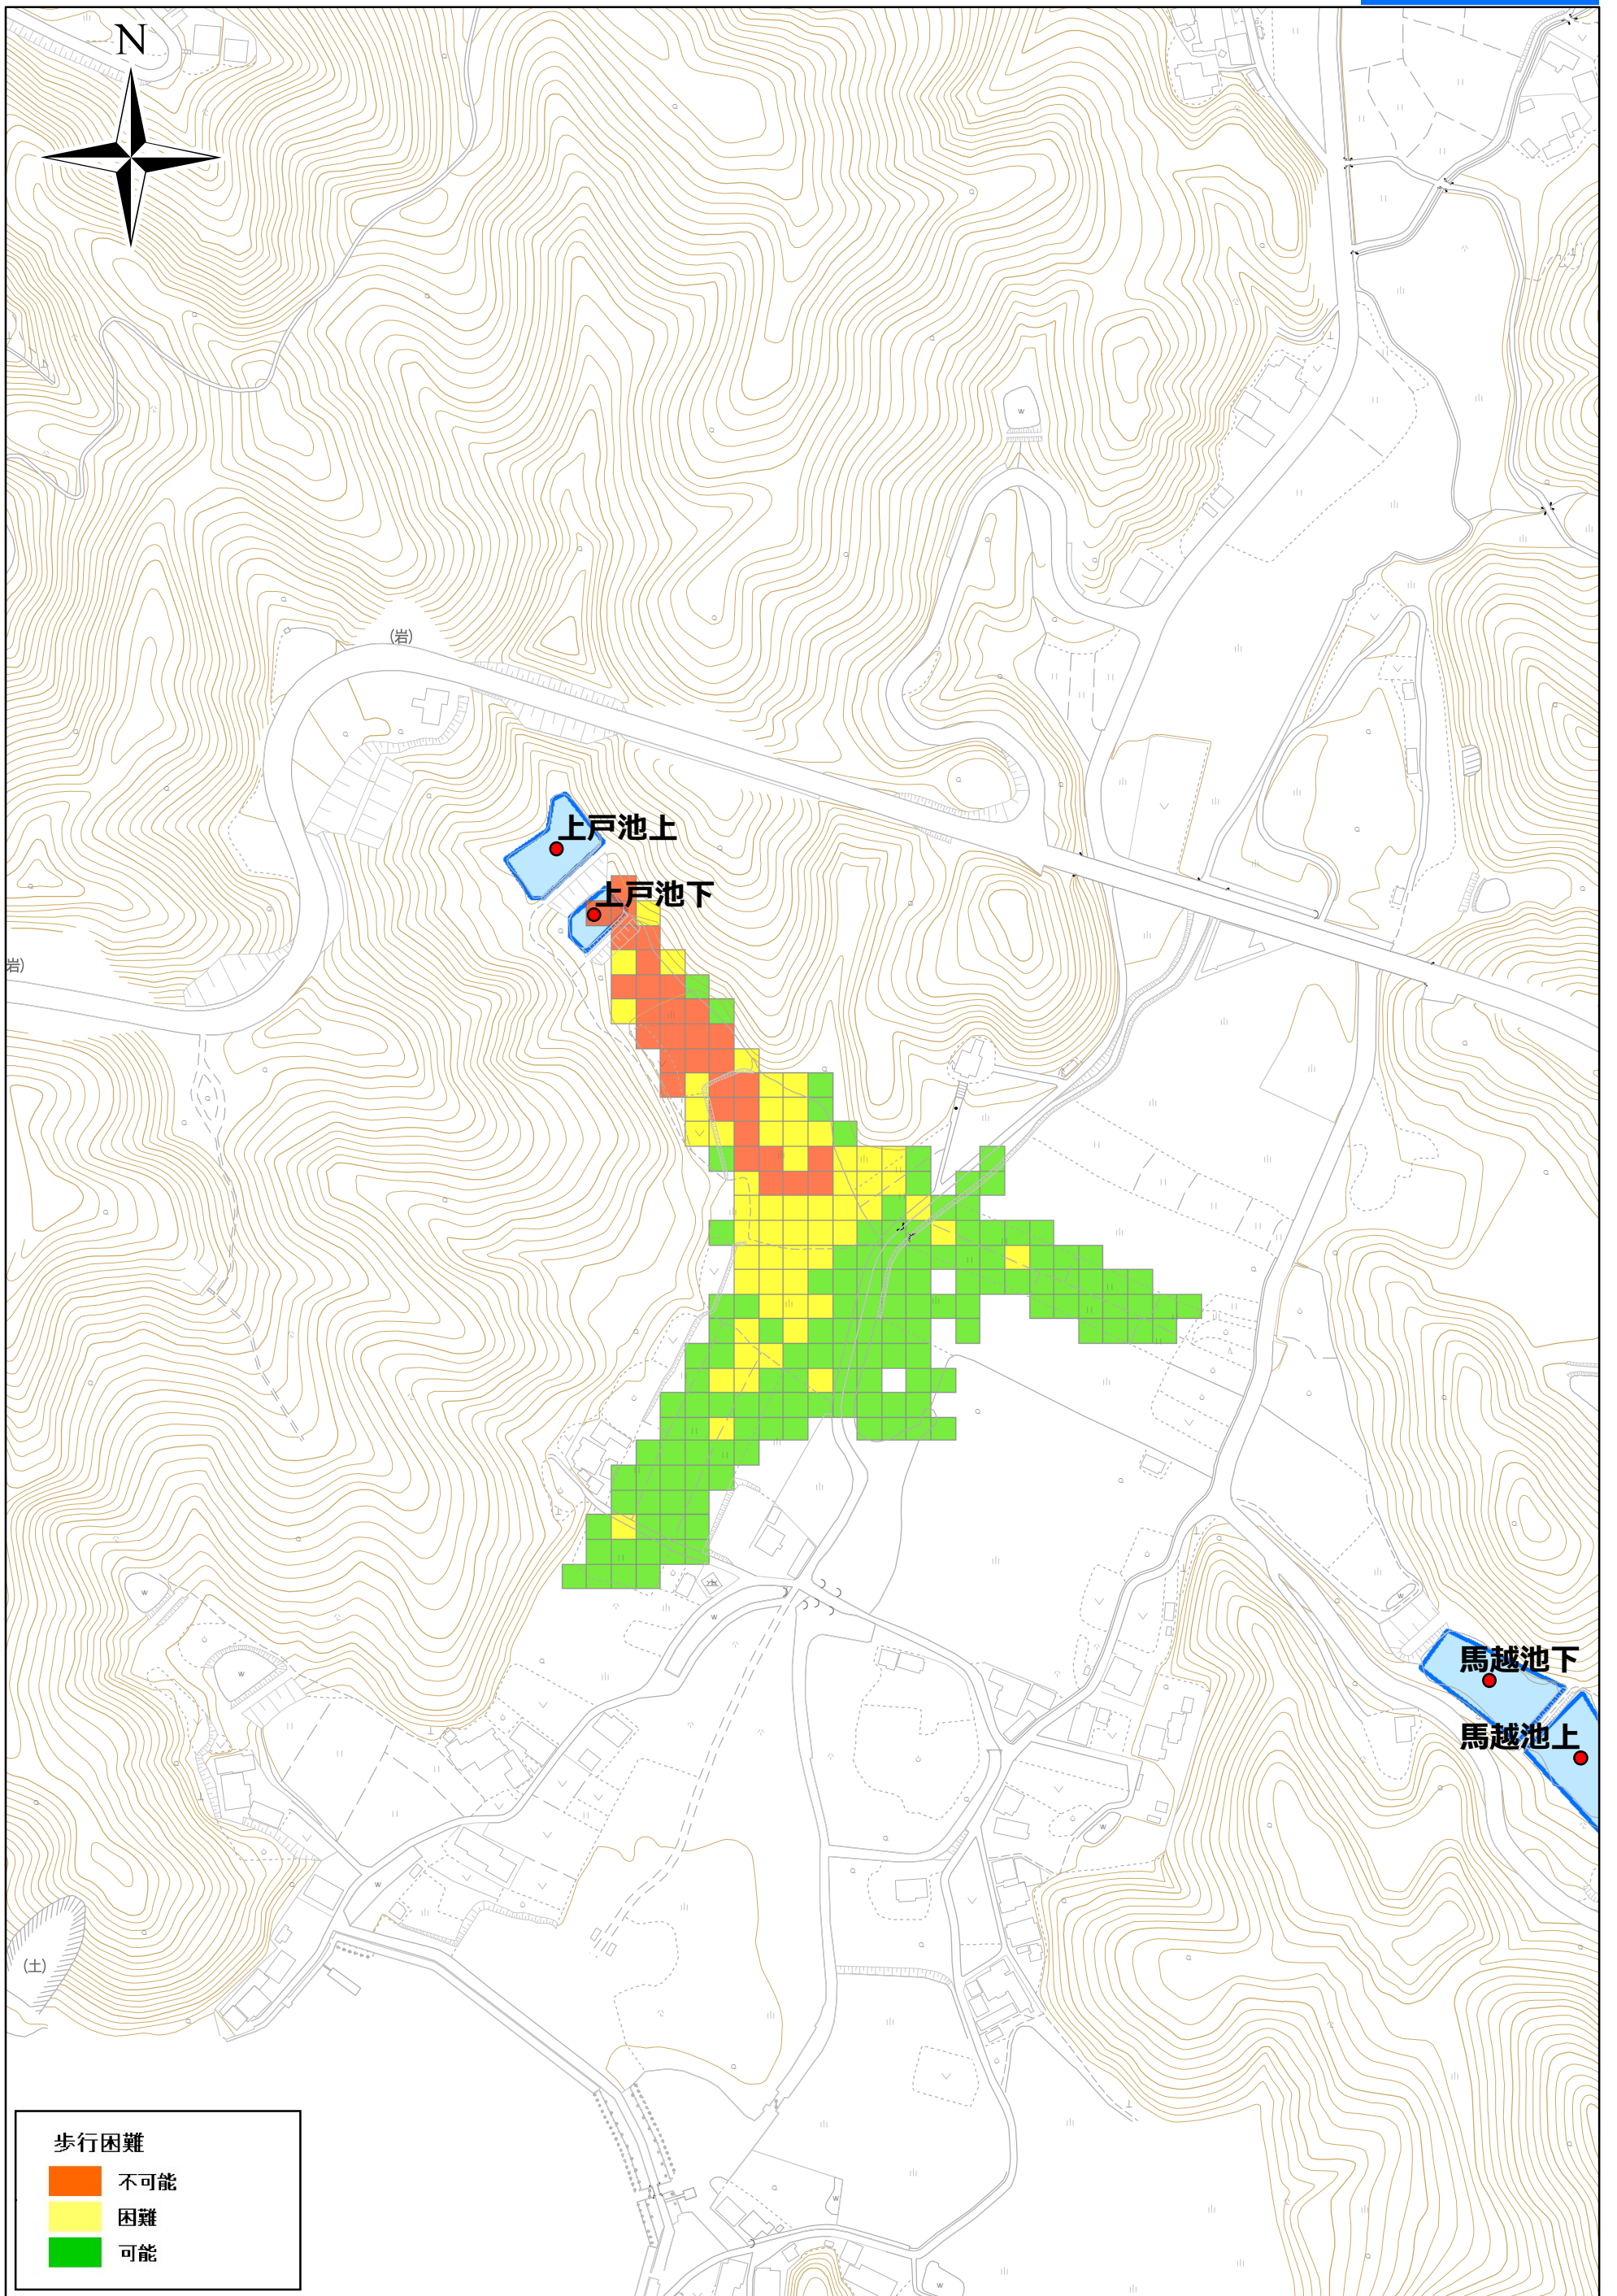 N
(岩)
上戸池上
上戸池下
岩)
馬越池下
馬越池上
(土)
歩行困難
不可能
困難
可能